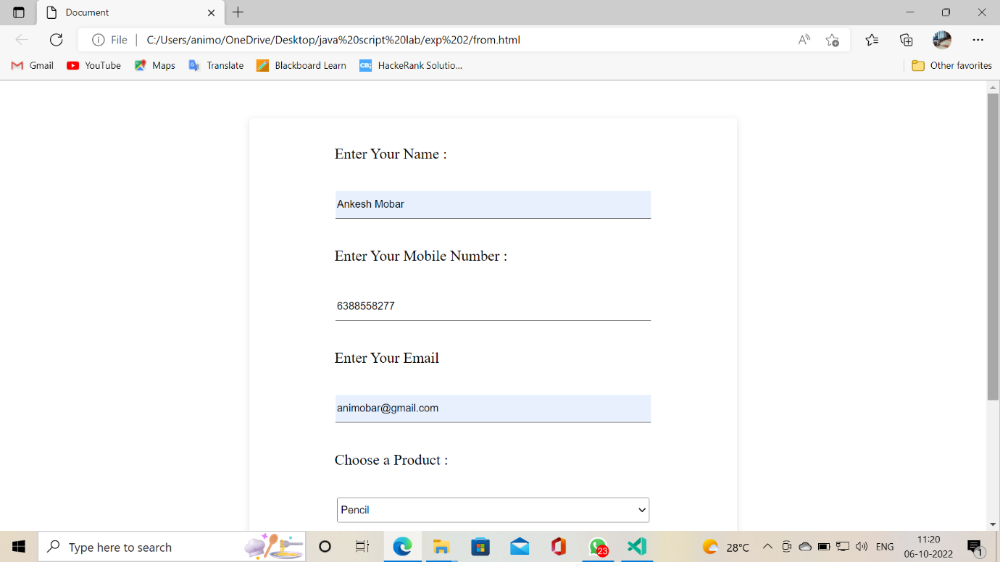 Document
File
C:/Users/animo/OneDrive/Desktop/java%20script%20lab/exp%202/from.html
Gmail YouTube Maps Translate Blackboard Learn CB; HackeRank Solutio... Other favorites
Enter Your Name :
Ankesh Mobar
Enter Your Mobile Number :
6388558277
Enter Your Email
animobar@gmail.com
Choose a Product :
Pencil
Type here to search
23
28°C
ENG
11:20
06-10-2022
1